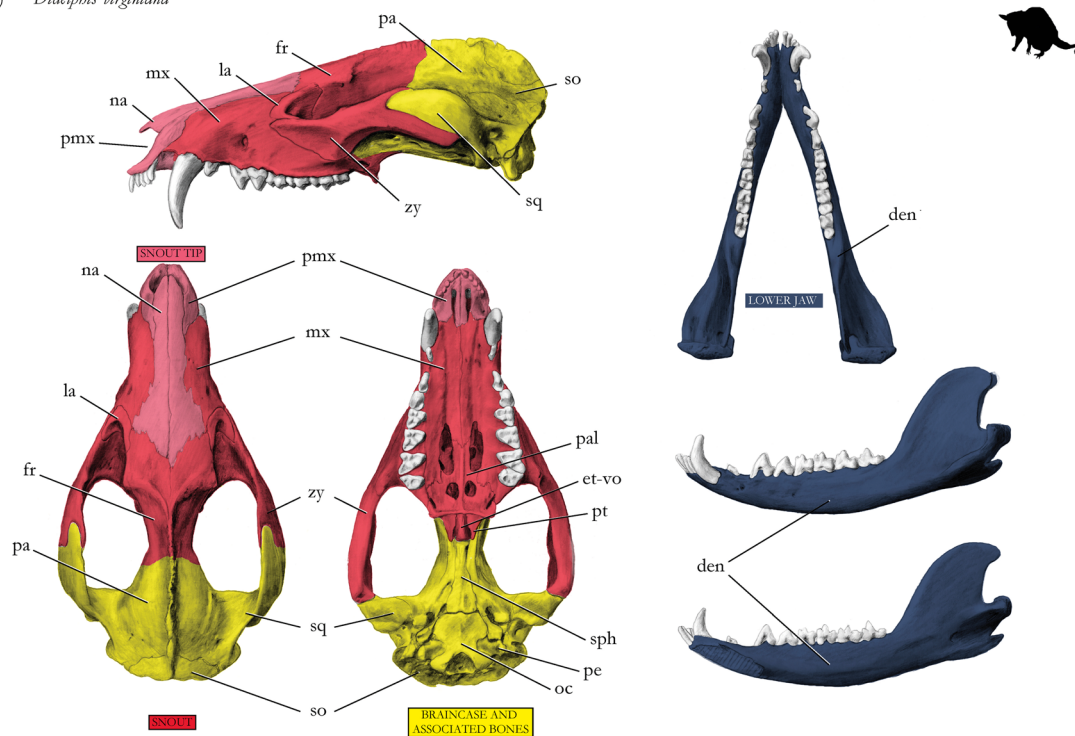 Didelphis virginiana
pa
fr
la
mx
so
na
pmx
sq
zy
den
SNOUT TIP
pmx
na
LOWER JAW
mx
la
pal
fr
et-vo
zy
pt
pa
den
sq
sph
pe
oc
so
SNOUT
BRAINCASE AND
ASSOCIATED BONES